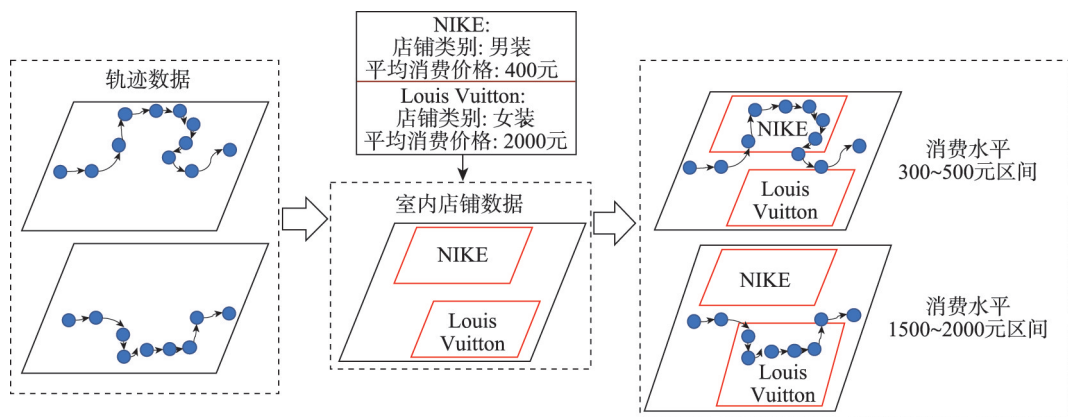 轨迹数据
NIKE:
店铺类别: 男装
平均消费价格: 400元
Louis Vuitton:
店铺类别: 女装
平均消费价格: 2000元
室内店铺数据
NIKE
Louis
Vuitton
NIKE
Louis
Vuitton
消费水平
300~500元区间
NIKE
Louis
Vuitton
消费水平
1500~2000元区间